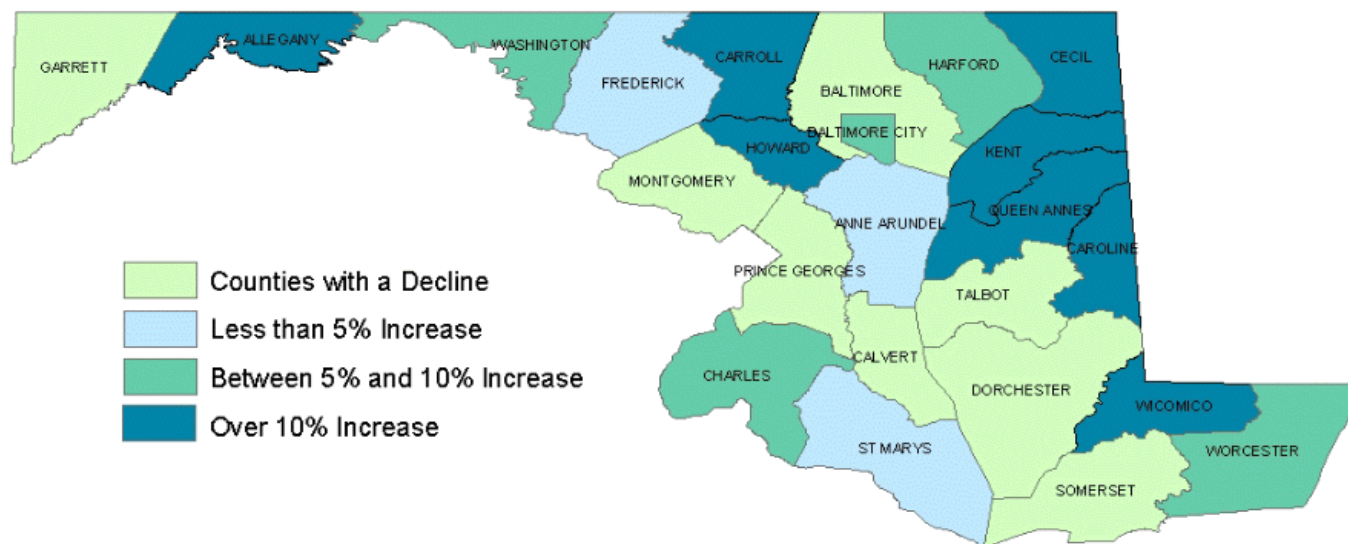 ALLEGANY
WASHINGTON
GARRETT
CARROLL
CECIL
HARFORD
FREDERICK
BALTIMORE
BALTIMORE CITY
HOWARD
KENT
MONTGOMERY
QUEEN ANNES
ANNE ARUNDEL
CAROLINE
PRINCE GEORGES
TALBOT
Counties with a Decline
Less than 5% Increase
Between 5% and 10% Increase
Over 10% Increase
CALVERT
CHARLES
DORCHESTER
WICOMICO
ST MARYS
WORCESTER
SOMERSET